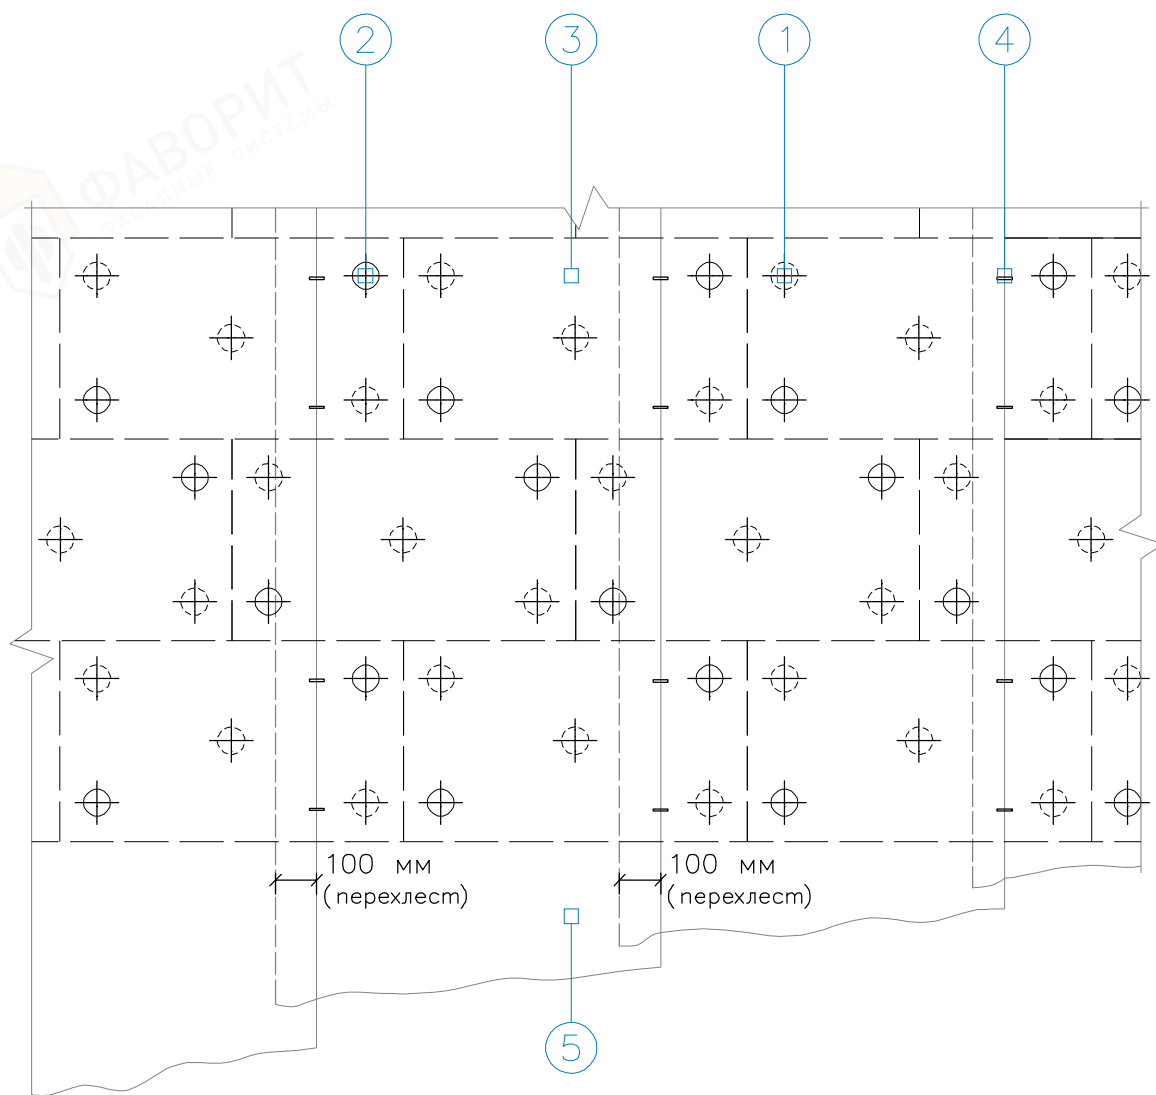 2 3 1 4
ФАВОРИТ
ФАСАДНЫЕ СИСТЕМЫ
100 мм
(перехлест)
100 мм
(перехлест)
5